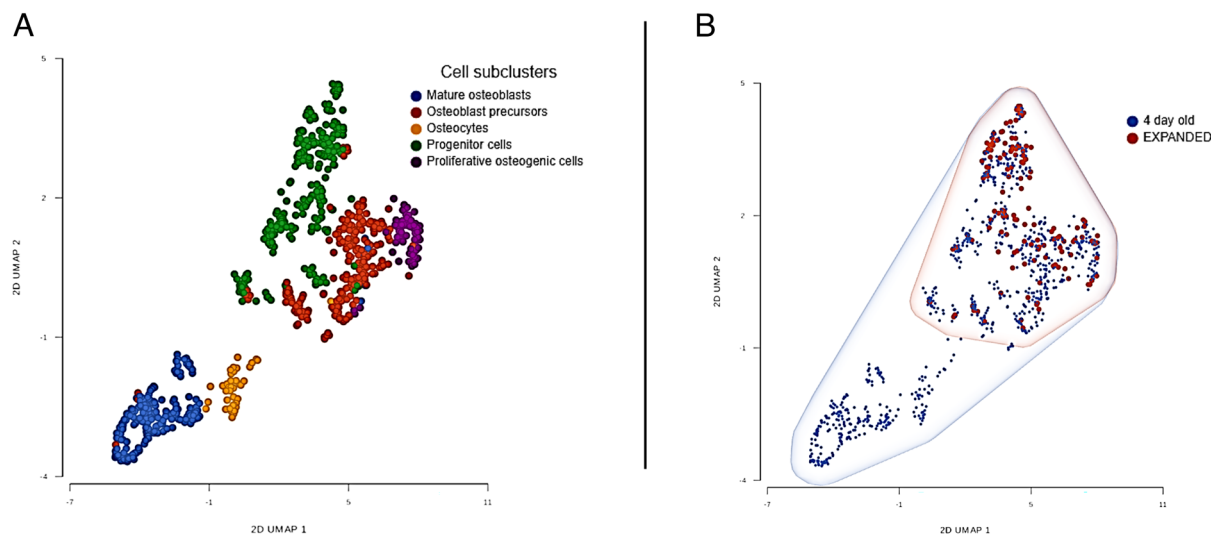 A
5
2
-1
-4
2D UMAP 2
-7
-1
5
11
2D UMAP 1
Cell subclusters
Mature osteoblasts
Osteoblast precursors
Osteocytes
Progenitor cells
Proliferative osteogenic cells
B
5
2
-1
-4
2D UMAP 2
-7
-1
5
11
2D UMAP 1
4 day old
EXPANDED